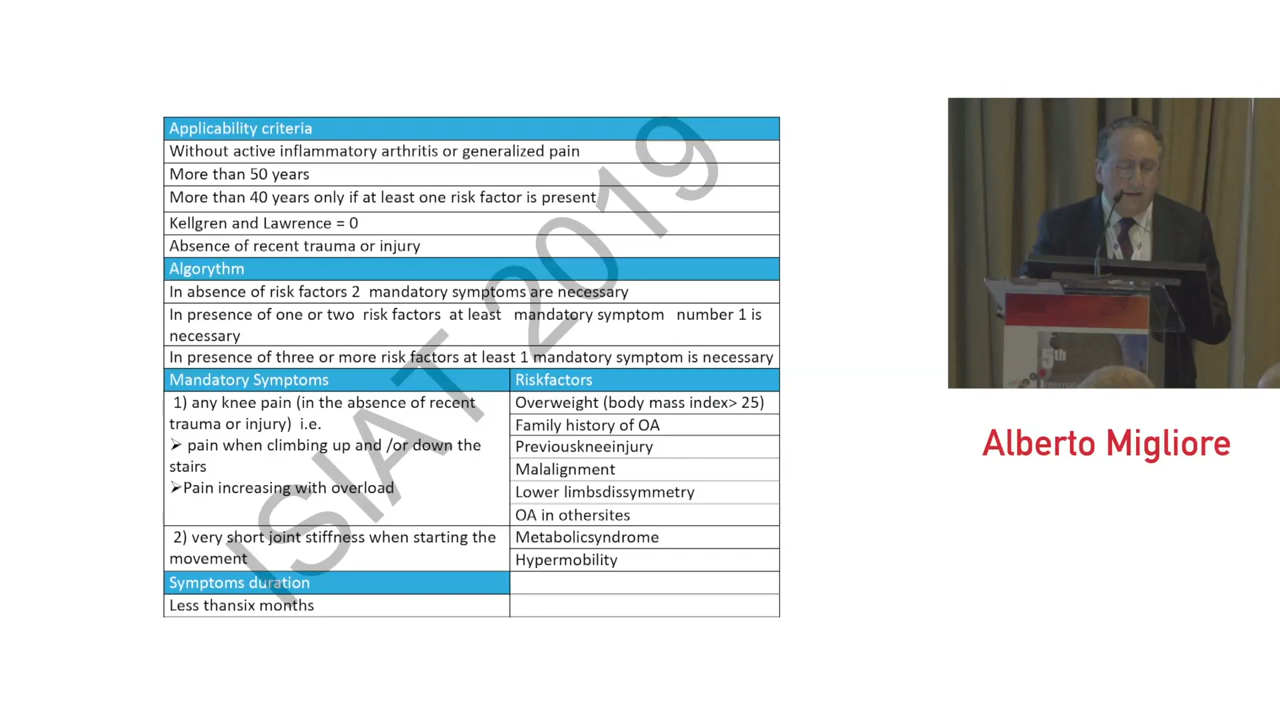 Applicability criteria
Without active inflammatory arthritis or generalized pain
More than 50 years
More than 40 years only if at least one risk factor is present
Kellgren and Lawrence = 0
Absence of recent trauma or injury
Algorythm
In absence of risk factors 2 mandatory symptoms are necessary
In presence of one or two risk factors at least mandatory symptom number 1 is
necessary
In presence of three or more risk factors at least 1 mandatory symptom is necessary
Mandatory Symptoms
1) any knee pain (in the absence of recent
trauma or injury) i.e.
➢ pain when climbing up and /or down the
stairs
➢Pain increasing with overload
2) very short joint stiffness when starting the
movement
Symptoms duration
Less thansix months
Riskfactors
Overweight (body mass index> 25)
Family history of OA
Previouskneeinjury
Malalignment
Lower limbsdissymmetry
OA in othersites
Metabolicsyndrome
Hypermobility
ISIAT 2019
5th
Alberto Migliore